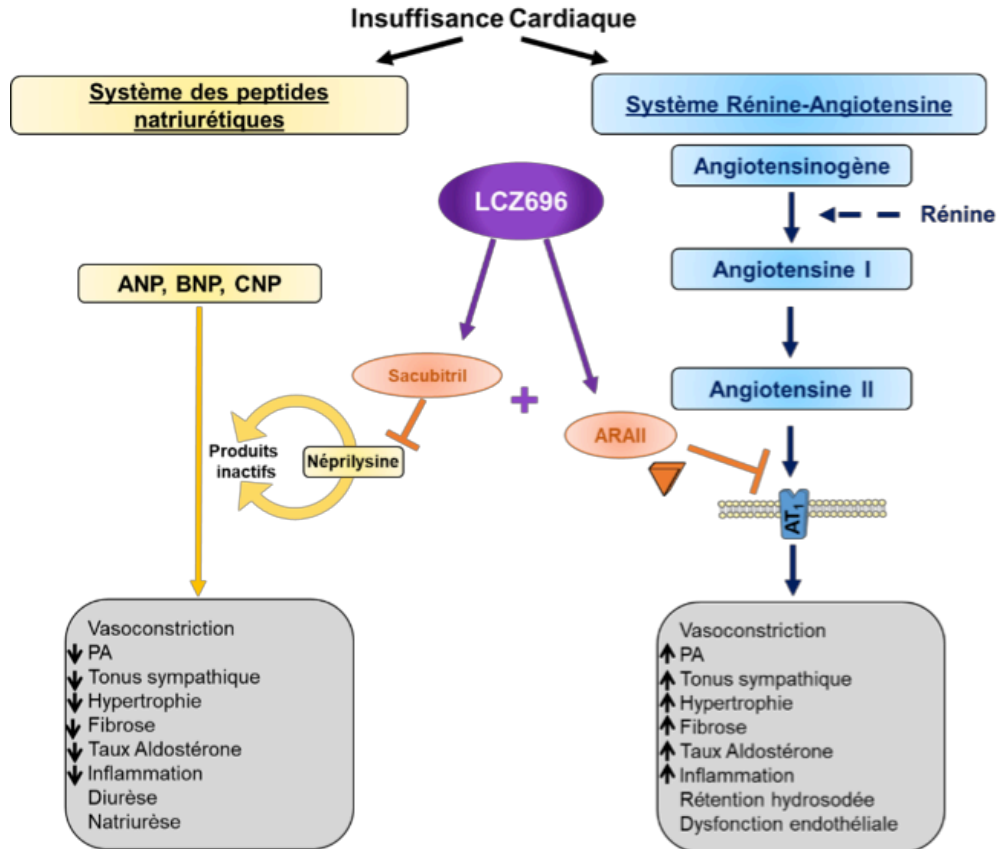 Insuffisance Cardiaque
Système des peptides
natriurétiques
Système Rénine-Angiotensine
Angiotensinogène
LCZ696
Rénine
ANP, BNP, CNP
Angiotensine I
Sacubitril
+
Angiotensine II
ARAII
Produits
inactifs
Néprilysine
AT1
Vasoconstriction
PA
Tonus sympathique
Hypertrophie
Fibrose
Taux Aldostérone
Inflammation
Diurèse
Natriurèse
Vasoconstriction
PA
Tonus sympathique
Hypertrophie
Fibrose
Taux Aldostérone
Inflammation
Rétention hydrosodée
Dysfonction endothéliale